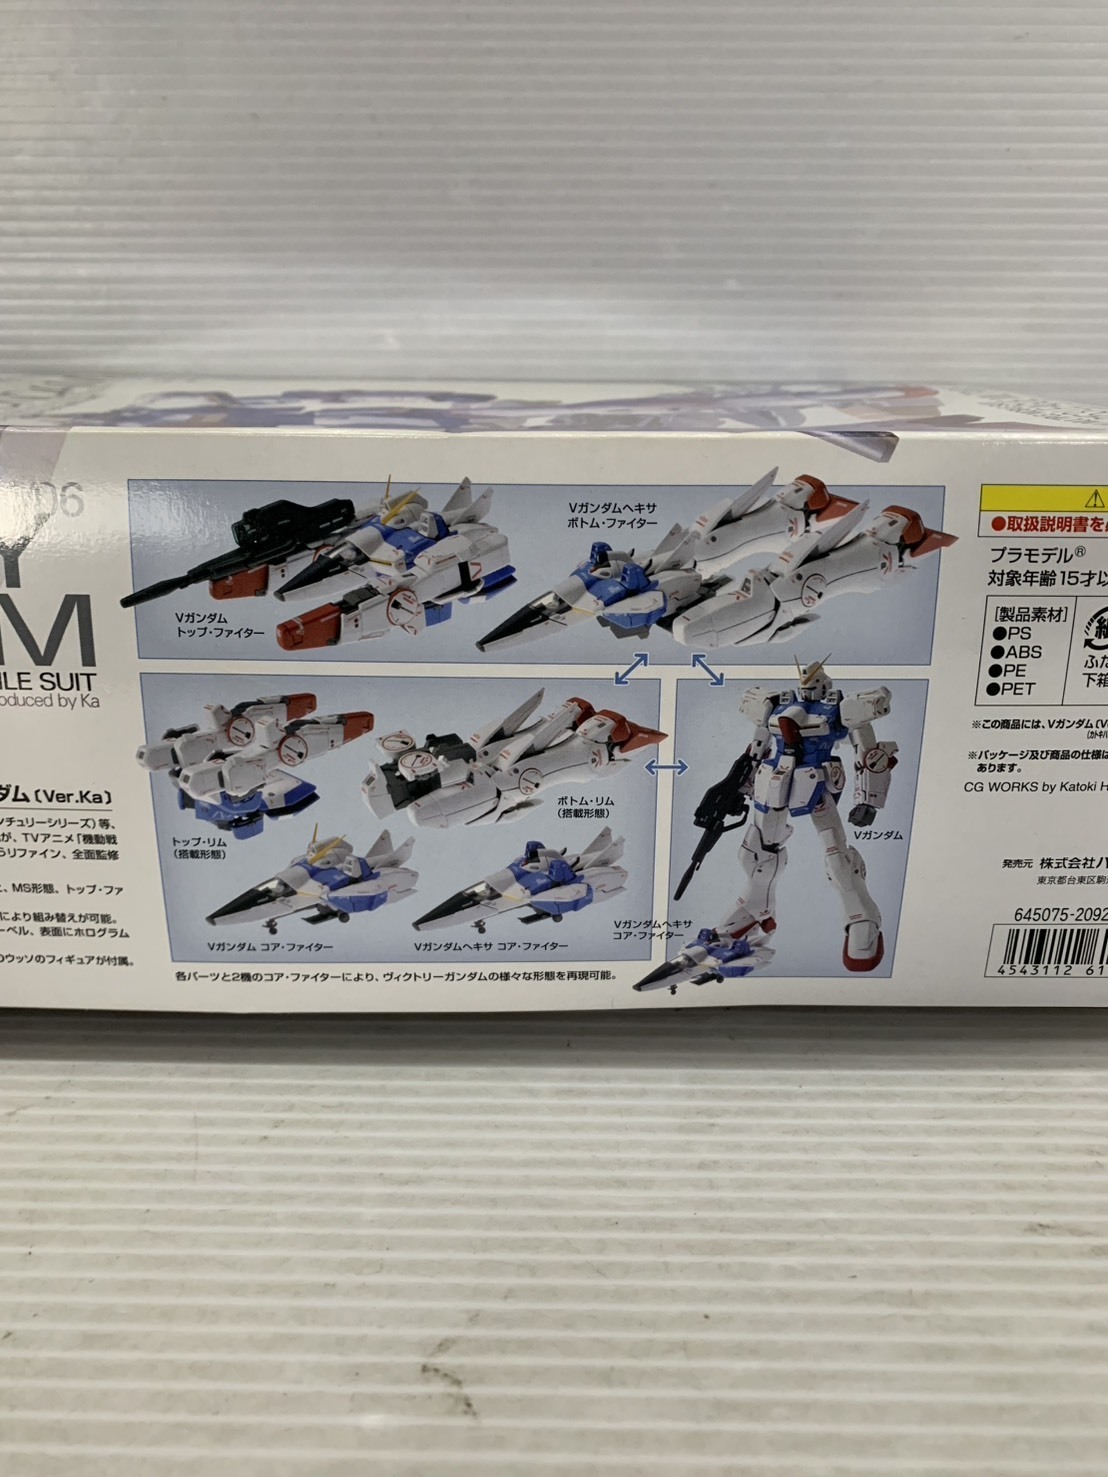 06
Y
M
ILE SUIT
oduced by Ka
ダム〔Ver.Ka〕
ンチュリーシリーズ)等、
が、TVアニメ「機動戦
リファイン、全面監修
、MS形態、トップ・ファ
により組み替えが可能。
ーベル、表面にホログラム
のウッソのフィギュアが付属。
Vガンダム
トップ・ファイター
Vガンダムヘキサ
ボトム・ファイター
トップ・リム
(搭載形態)
ボトム・リム
(搭載形態)
Vガンダム コア・ファイター
Vガンダムヘキサ コア・ファイター
Vガンダム
Vガンダムヘキサ
コア・ファイター
各パーツと2機のコア・ファイターにより、ヴィクトリーガンダムの様々な形態を再現可能。
●取扱説明書を
プラモデル®
対象年齢15才以
[製品素材]
●PS
●ABS
●PE
●PET
紙
ふた
下箱
※この商品には、Vガンダム(V
(カトキハ
※パッケージ及び商品の仕様は
あります。
CG WORKS by Katoki H
発売元 株式会社バ
東京都台東区駒
645075-2092
4543112 61